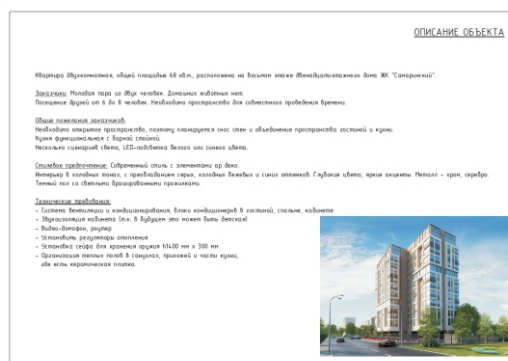 ОПИСАНИЕ ОБЪЕКТА
Квартира двухкомнатная, общей площадью 68 кв.м., расположена на восьмом этаже двенадцатиэтажного дома ЖК "Самаринский".
Заказчики: Молодая пара из двух человек. Домашних животных нет.
Посещение друзей от 6 до 8 человек. Необходимо пространство для совместного проведения времени.
Общие пожелания заказчиков:
Необходимо открытое пространство, поэтому планируется снос стен и объединение пространства гостиной и кухни.
Кухня функциональная с барной стойкой.
Несколько сценариев света, LED-подсветка белого или синего цвета.
Стилевое предпочтение: Современный стиль с элементами ар деко.
Интерьер в холодных тонах, с преобладанием серых, холодных бежевых и синих оттенков. Глубокие цвета, яркие акценты. Металл - хром, серебро.
Темный пол со светлыми брашированными прожилками.
Технические требования:
- Система вентиляции и кондиционирования, блоки кондиционеров в гостиной, спальне, кабинете
- Звукоизоляция кабинета (т.к. в будущем это может быть детская)
- Видео-домофон, роутер
- Установить регуляторы отопления
- Установка сейфа для хранения оружия h1400 мм x 300 мм
- Организация теплых полов в санузлах, прихожей и части кухни,
где есть керамическая плитка.